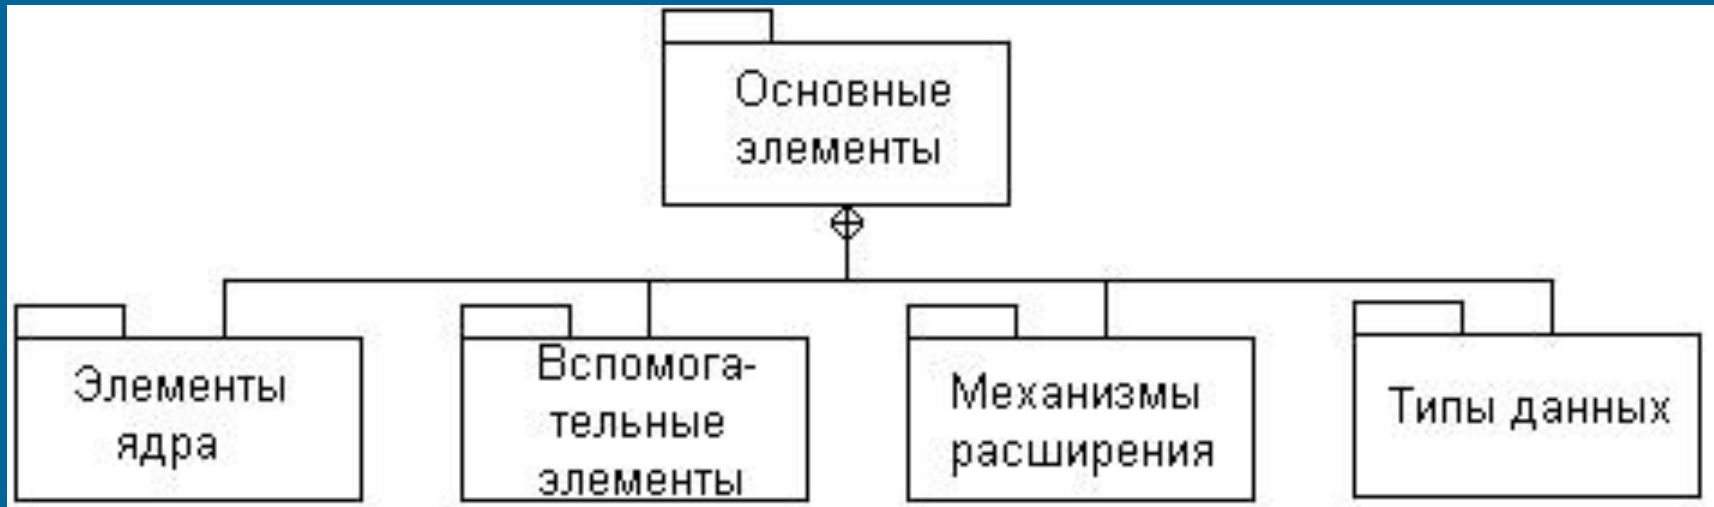 Основные
элементы
Элементы
ядра
Вспомога-
тельные
элементы
Механизмы
расширения
Типы данных